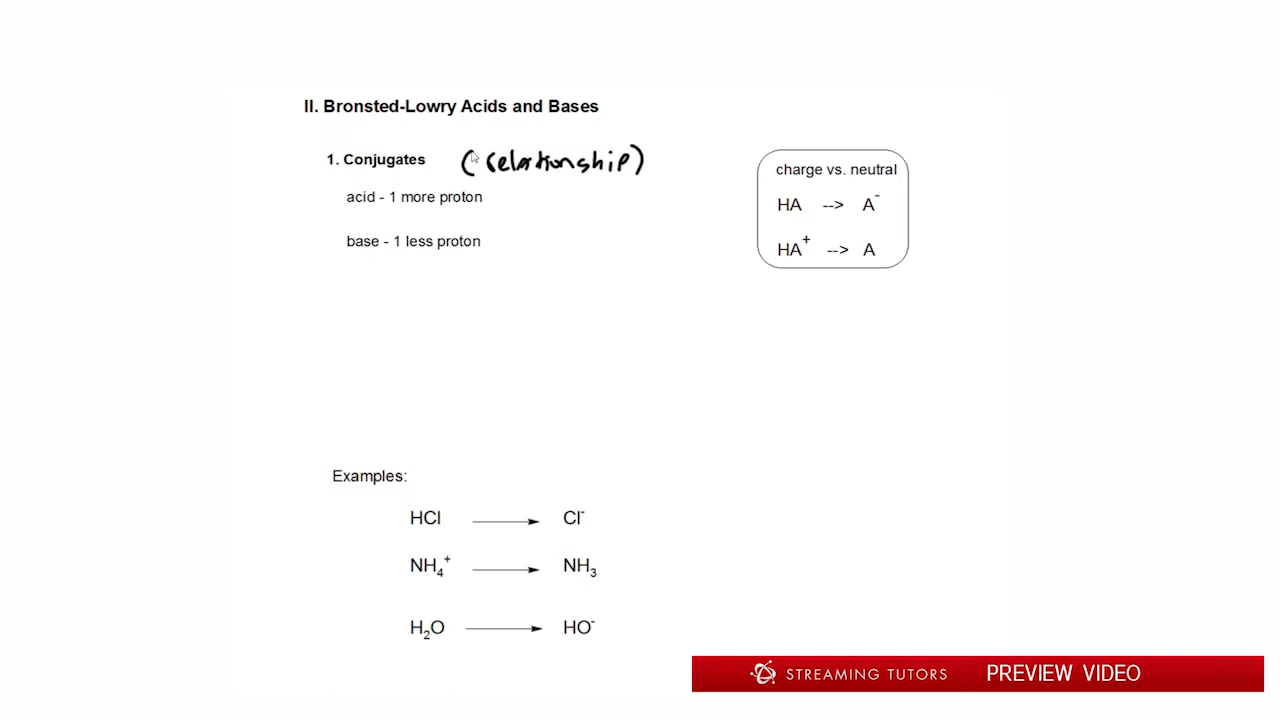 II. Bronsted-Lowry Acids and Bases
1. Conjugates (relationship)
acid - 1 more proton
base - 1 less proton
charge vs. neutral
HA --> A⁻
HA⁺ --> A
Examples:
HCl ⟶ Cl⁻
NH₄⁺ ⟶ NH₃
H₂O ⟶ HO⁻
STREAMING TUTORS PREVIEW VIDEO